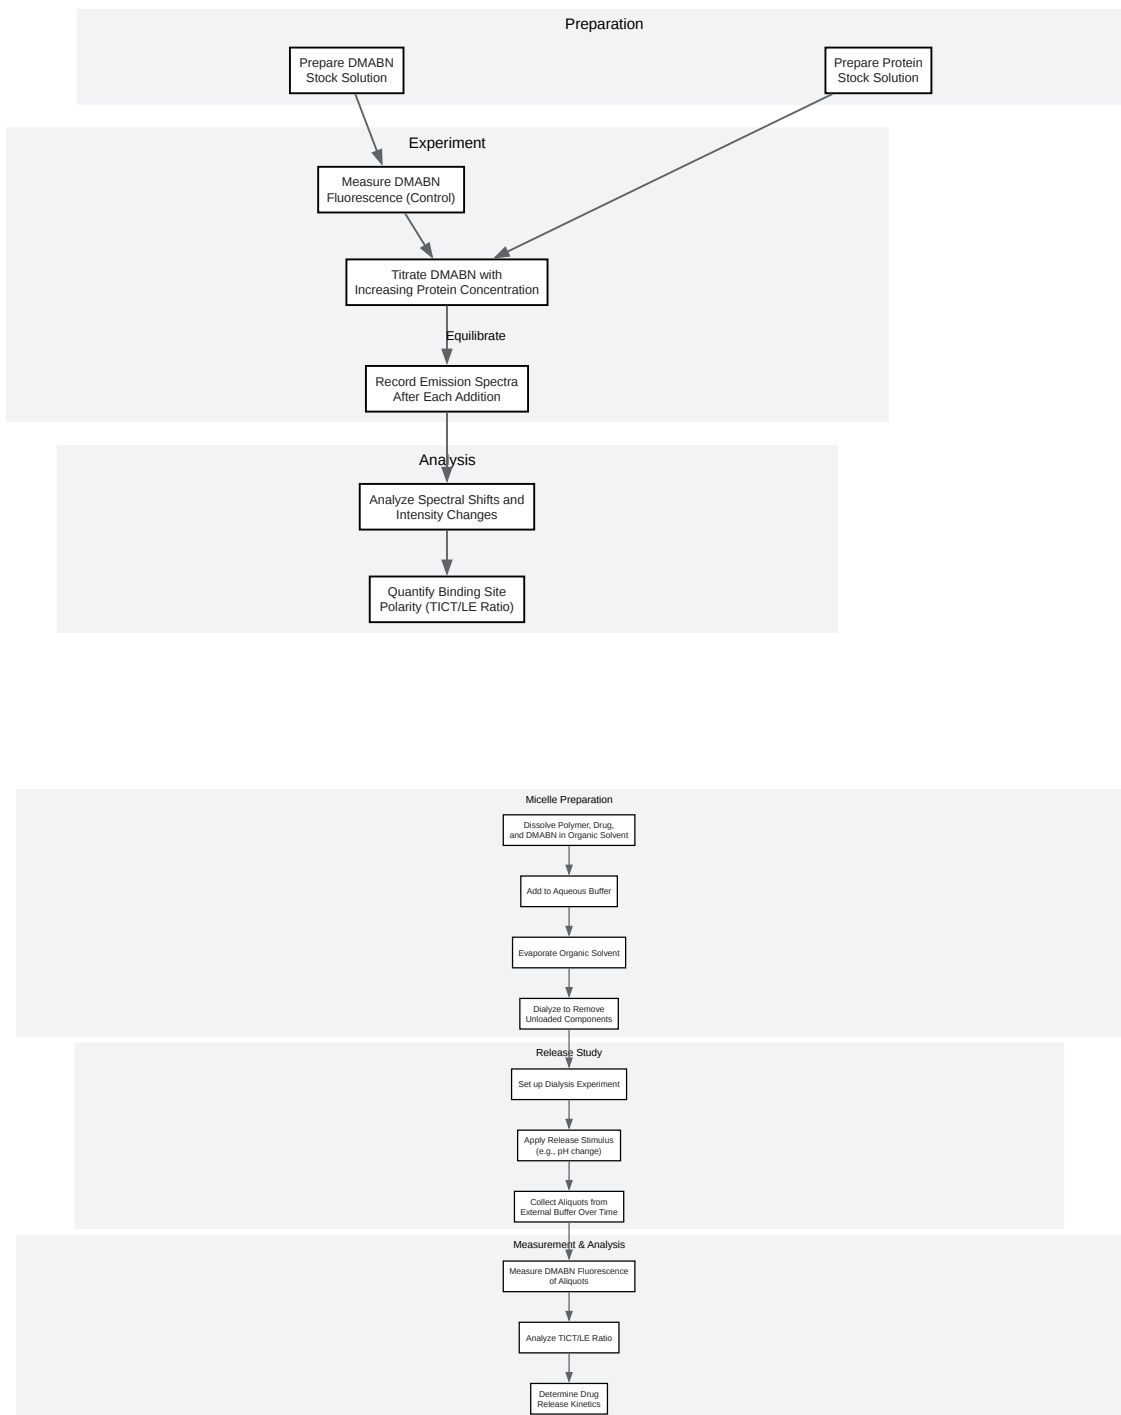 Preparation
Prepare DMABN
Stock Solution
Prepare Protein
Stock Solution
Experiment
Measure DMABN
Fluorescence (Control)
Titrate DMABN with
Increasing Protein Concentration
Equilibrate
Record Emission Spectra
After Each Addition
Analysis
Analyze Spectral Shifts and
Intensity Changes
Quantify Binding Site
Polarity (TICT/LE Ratio)
Micelle Preparation
Dissolve Polymer, Drug,
and DMABN in Organic Solvent
Add to Aqueous Buffer
Evaporate Organic Solvent
Dialyze to Remove
Unloaded Components
Release Study
Set up Dialysis Experiment
Apply Release Stimulus
(e.g., pH change)
Collect Aliquots from
External Buffer Over Time
Measurement & Analysis
Measure DMABN Fluorescence
of Aliquots
Analyze TICT/LE Ratio
Determine Drug
Release Kinetics